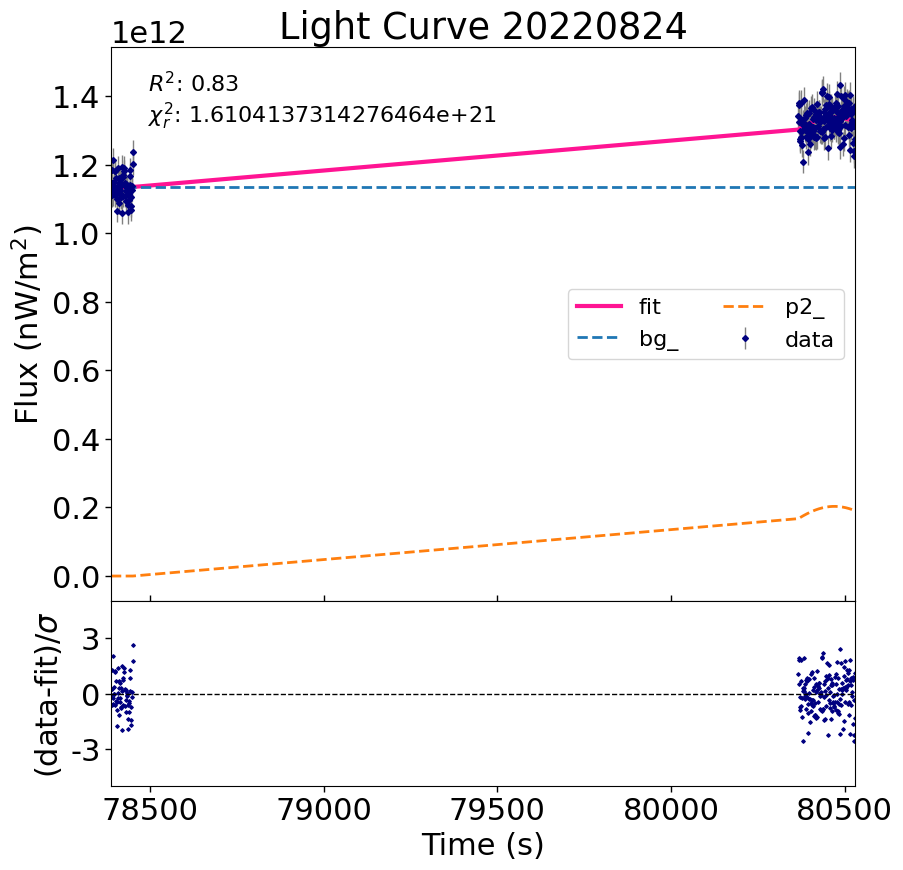 Light Curve 20220824
1e12
R²: 0.83
χ²ᵣ: 1.6104137314276464e+21
1.4
1.2
1.0
0.8
0.6
0.4
0.2
0.0
Flux (nW/m²)
fit
bg_
p2_
data
3
0
-3
(data-fit)/σ
78500 79000 79500 80000 80500
Time (s)